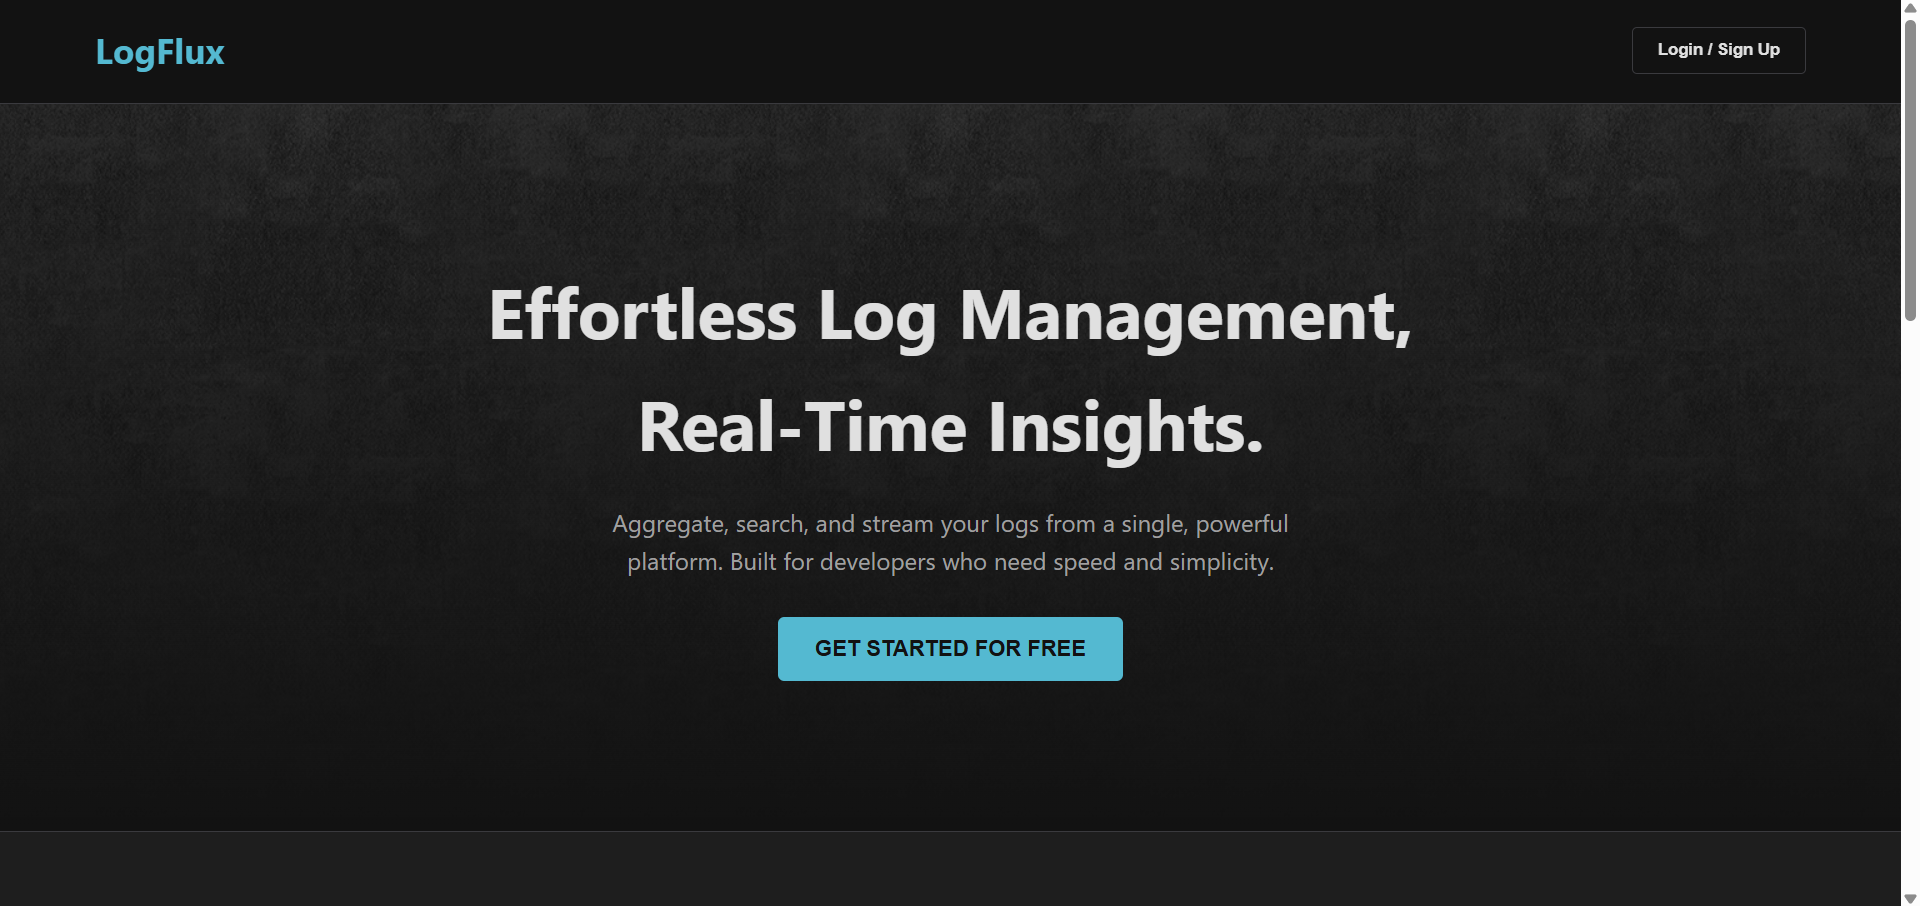 LogFlux
Login / Sign Up
Effortless Log Management,
Real-Time Insights.
Aggregate, search, and stream your logs from a single, powerful
platform. Built for developers who need speed and simplicity.
GET STARTED FOR FREE